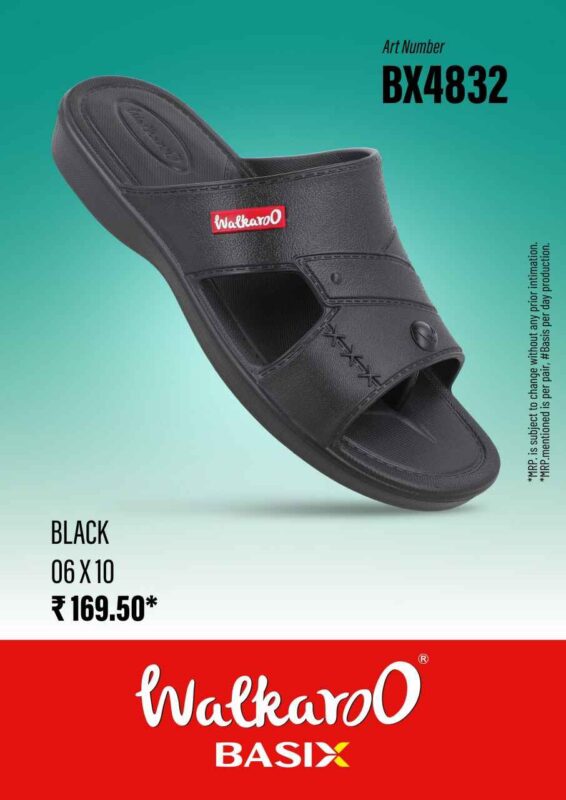 Art Number
BX4832
WalkaroO
WalkaroO
*MRP. is subject to change without any prior intimation.
*MRP.mentioned is per pair, #Basis per day production.
BLACK
06 X 10
₹ 169.50*
WalkaroO®
BASIX